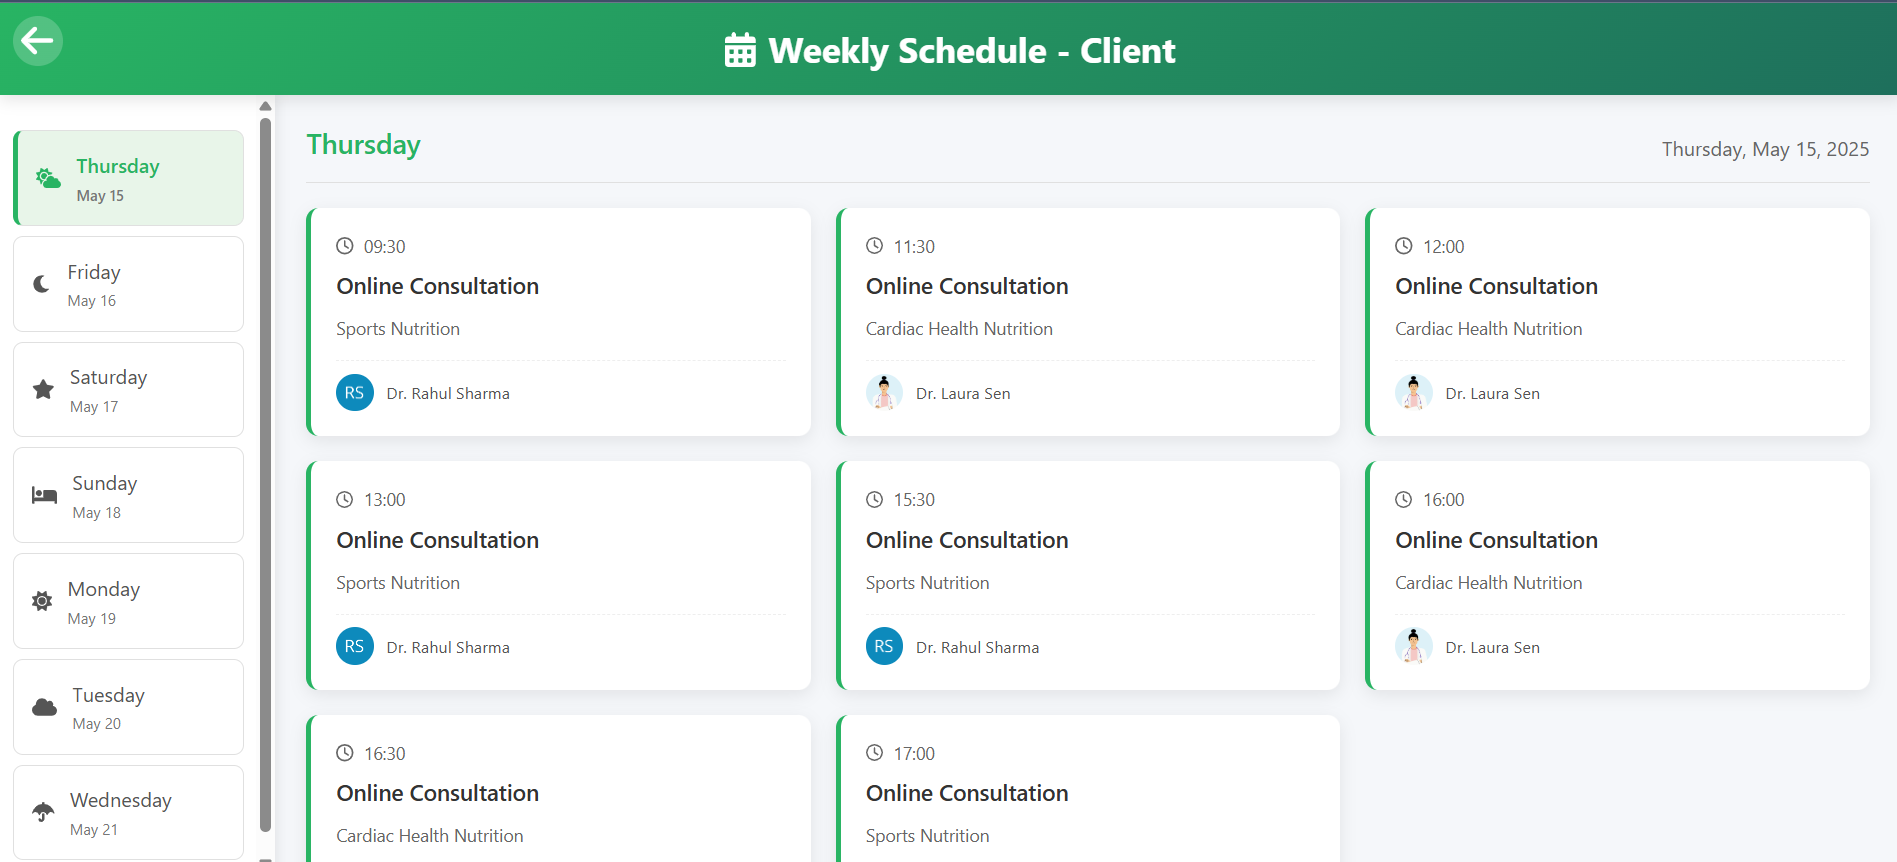 Weekly Schedule - Client
Thursday
May 15
Friday
May 16
Saturday
May 17
Sunday
May 18
Monday
May 19
Tuesday
May 20
Wednesday
May 21
Thursday
Thursday, May 15, 2025
09:30
Online Consultation
Sports Nutrition
RS
Dr. Rahul Sharma
11:30
Online Consultation
Cardiac Health Nutrition
Dr. Laura Sen
12:00
Online Consultation
Cardiac Health Nutrition
Dr. Laura Sen
13:00
Online Consultation
Sports Nutrition
RS
Dr. Rahul Sharma
15:30
Online Consultation
Sports Nutrition
RS
Dr. Rahul Sharma
16:00
Online Consultation
Cardiac Health Nutrition
Dr. Laura Sen
16:30
Online Consultation
Cardiac Health Nutrition
17:00
Online Consultation
Sports Nutrition